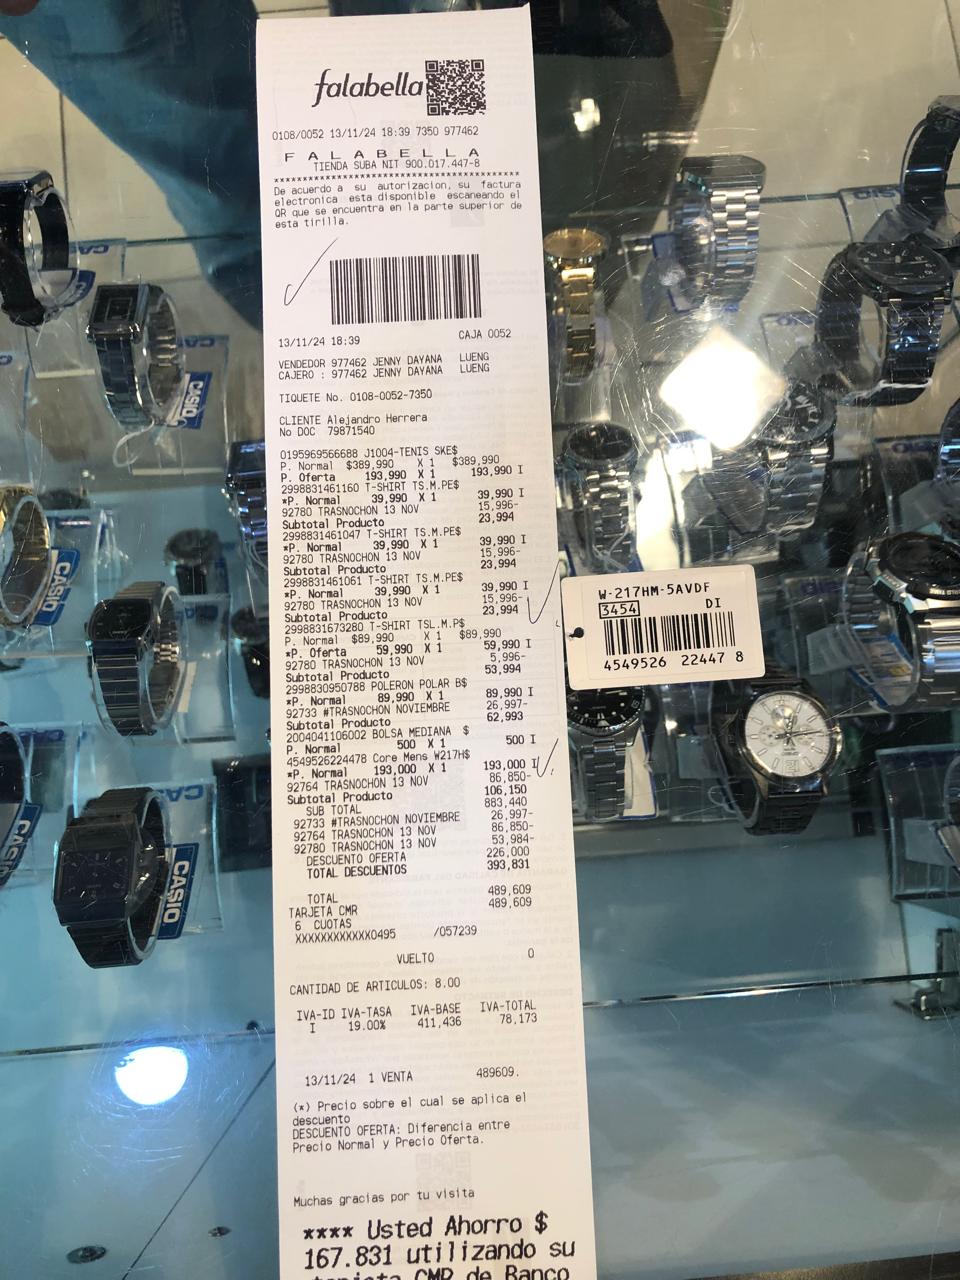 falabella
0108/0052 13/11/24 18:39 7350 977462
F A L A B E L L A
TIENDA SUBA NIT 900.017.447-8
****************************************
De acuerdo a su autorizacion, su factura
electronica esta disponible escaneando el
QR que se encuentra en la parte superior de
esta tirilla.
13/11/24 18:39 CAJA 0052
VENDEDOR 977462 JENNY DAYANA LUENG
CAJERO : 977462 JENNY DAYANA LUENG
TIQUETE No. 0108-0052-7350
CLIENTE Alejandro Herrera
No DOC 79871540
0195969566688 J1004-TENIS SKE$
P. Normal $389,990 X 1 $389,990
P. Oferta 193,990 X 1 193,990 I
2998831461160 T-SHIRT TS.M.PE$
*P. Normal 39,990 X 1 39,990 I
92780 TRASNOCHON 13 NOV 15,996-
Subtotal Producto 23,994
2998831461047 T-SHIRT TS.M.PE$
*P. Normal 39,990 X 1 39,990 I
92780 TRASNOCHON 13 NOV 15,996-
Subtotal Producto 23,994
2998831461061 T-SHIRT TS.M.PE$
*P. Normal 39,990 X 1 39,990 I
92780 TRASNOCHON 13 NOV 15,996-
Subtotal Producto 23,994
2998831673280 T-SHIRT TSL.M.P$
P. Normal $89,990 X 1 $89,990
*P. Oferta 59,990 X 1 59,990 I
92780 TRASNOCHON 13 NOV 5,996-
Subtotal Producto 53,994
2998830950788 POLERON POLAR B$
*P. Normal 89,990 X 1 89,990 I
92733 #TRASNOCHON NOVIEMBRE 26,997-
Subtotal Producto 62,993
2004041106002 BOLSA MEDIANA $
P. Normal 500 X 1 500 I
4549526224478 Core Mens W217H$
*P. Normal 193,000 X 1 193,000 I
92764 TRASNOCHON 13 NOV 86,850-
Subtotal Producto 106,150
SUB TOTAL 883,440
92733 #TRASNOCHON NOVIEMBRE 26,997-
92764 TRASNOCHON 13 NOV 86,850-
92780 TRASNOCHON 13 NOV 53,984-
DESCUENTO OFERTA 226,000
TOTAL DESCUENTOS 393,831
TOTAL 489,609
TARJETA CMR 489,609
6 CUOTAS
XXXXXXXXXXXX0495 /057239
VUELTO 0
CANTIDAD DE ARTICULOS: 8.00
IVA-ID IVA-TASA IVA-BASE IVA-TOTAL
I 19.00% 411,436 78,173
13/11/24 1 VENTA 489609.
(*) Precio sobre el cual se aplica el
descuento
DESCUENTO OFERTA: Diferencia entre
Precio Normal y Precio Oferta.
Muchas gracias por tu visita
**** Usted Ahorro $
167.831 utilizando su
tarjeta CMR de Banco
W-217HM-5AVDF
3454 DI
4549526 22447 8
CASIO
CASIO
CASIO
CASIO